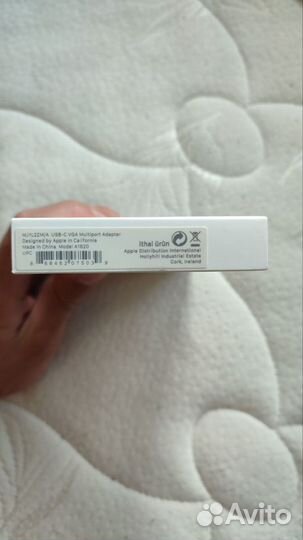 MJ1L2ZM/A USB-C VGA Multiport Adapter
Designed by Apple in California
Made in China Model A1620
UPC
İthal ürün
Apple Distribution International
Hollyhill Industrial Estate
Cork, Ireland
Avito